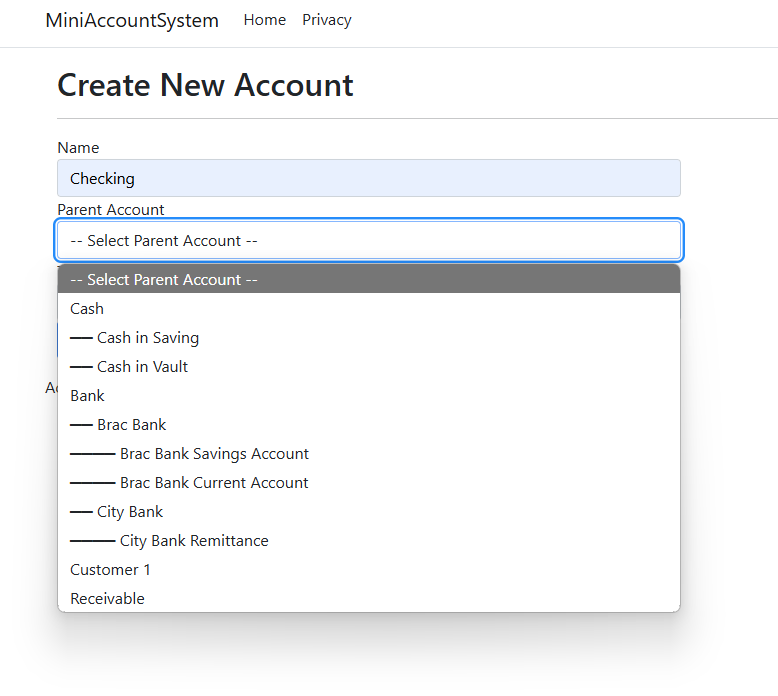 MiniAccountSystem Home Privacy
Create New Account
Name
Checking
Parent Account
-- Select Parent Account --
-- Select Parent Account --
Cash
── Cash in Saving
── Cash in Vault
Bank
── Brac Bank
──── Brac Bank Savings Account
──── Brac Bank Current Account
── City Bank
──── City Bank Remittance
Customer 1
Receivable